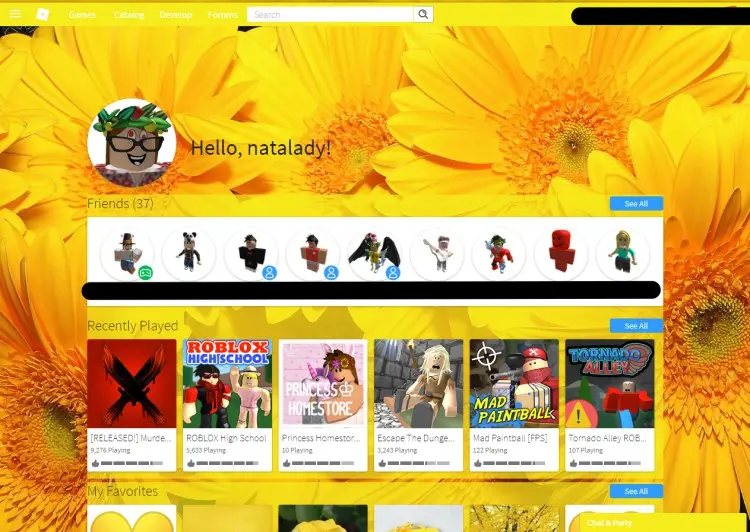 Games Catalog Develop Forums Search
Hello, natalady!
Friends (37) See All
Recently Played See All
ROBLOX
HIGH SCHOOL
PRINCESS
HOMESTORE
MAD
PAINTBALL
TORNADO
ALLEY
[RELEASED!] Murde... ROBLOX High School Princess Homestor... Escape The Dunge... Mad Paintball [FPS] Tornado Alley ROB...
9,276 Playing 5,633 Playing 10 Playing 3,243 Playing 122 Playing 107 Playing
My Favorites See All
Chat & Party